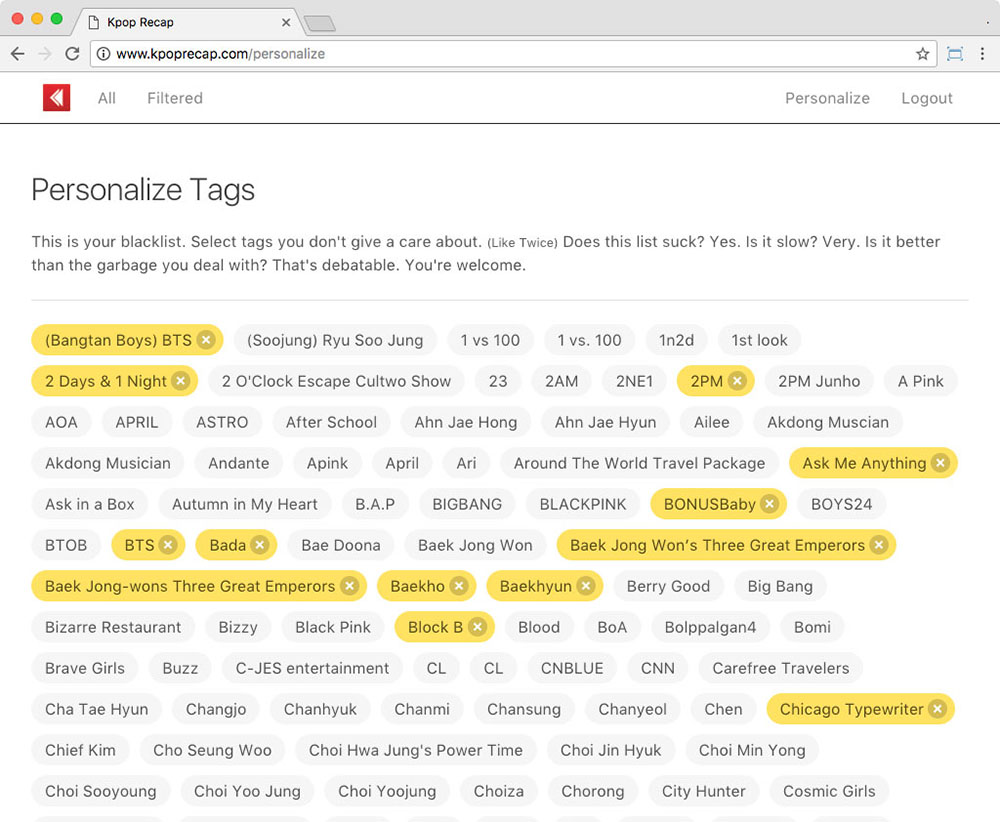 Kpop Recap
www.kpoprecap.com/personalize
All Filtered Personalize Logout
Personalize Tags
This is your blacklist. Select tags you don't give a care about. (Like Twice) Does this list suck? Yes. Is it slow? Very. Is it better
than the garbage you deal with? That's debatable. You're welcome.
(Bangtan Boys) BTS (Soojung) Ryu Soo Jung 1 vs 100 1 vs. 100 1n2d 1st look
2 Days & 1 Night 2 O'Clock Escape Cultwo Show 23 2AM 2NE1 2PM 2PM Junho A Pink
AOA APRIL ASTRO After School Ahn Jae Hong Ahn Jae Hyun Ailee Akdong Muscian
Akdong Musician Andante Apink April Ari Around The World Travel Package Ask Me Anything
Ask in a Box Autumn in My Heart B.A.P BIGBANG BLACKPINK BONUSBaby BOYS24
BTOB BTS Bada Bae Doona Baek Jong Won Baek Jong Won’s Three Great Emperors
Baek Jong-wons Three Great Emperors Baekho Baekhyun Berry Good Big Bang
Bizarre Restaurant Bizzy Black Pink Block B Blood BoA Bolppalgan4 Bomi
Brave Girls Buzz C-JES entertainment CL CL CNBLUE CNN Carefree Travelers
Cha Tae Hyun Changjo Chanhyuk Chanmi Chansung Chanyeol Chen Chicago Typewriter
Chief Kim Cho Seung Woo Choi Hwa Jung's Power Time Choi Jin Hyuk Choi Min Yong
Choi Sooyoung Choi Yoo Jung Choi Yoojung Choiza Chorong City Hunter Cosmic Girls